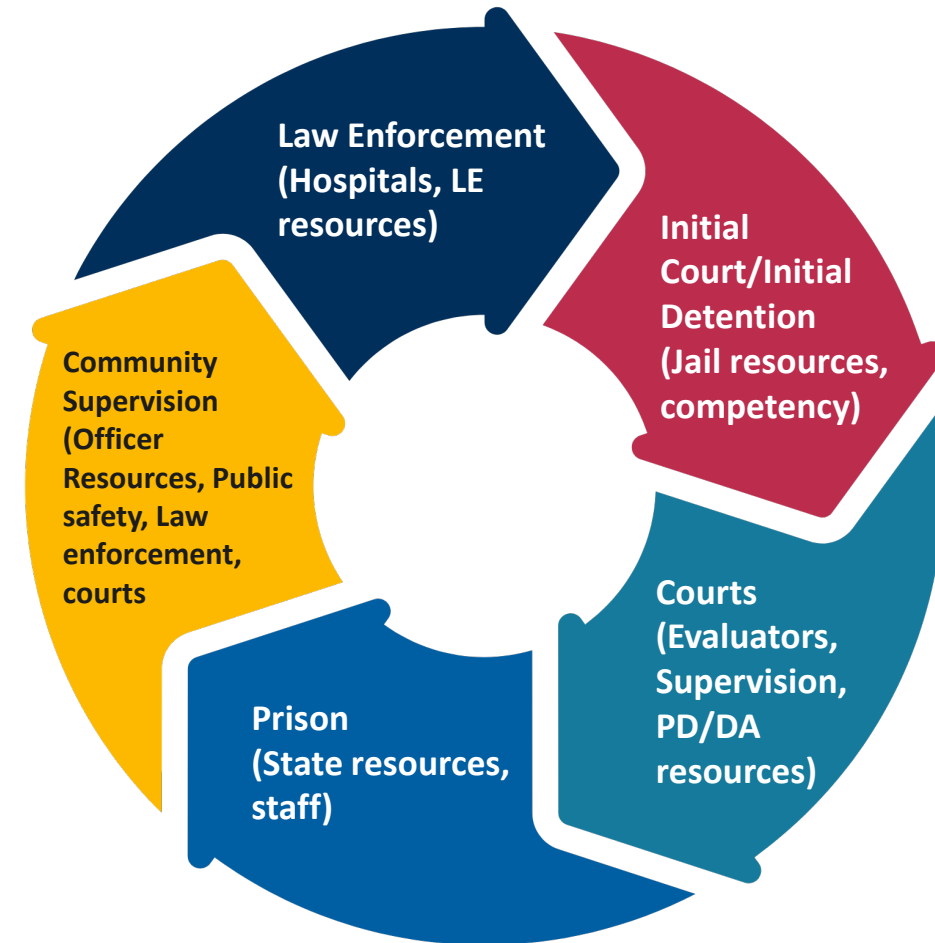 Law Enforcement
(Hospitals, LE
resources)
Initial
Court/Initial
Detention
(Jail resources,
competency)
Courts
(Evaluators,
Supervision,
PD/DA
resources)
Prison
(State resources,
staff)
Community
Supervision
(Officer
Resources, Public
safety, Law
enforcement,
courts